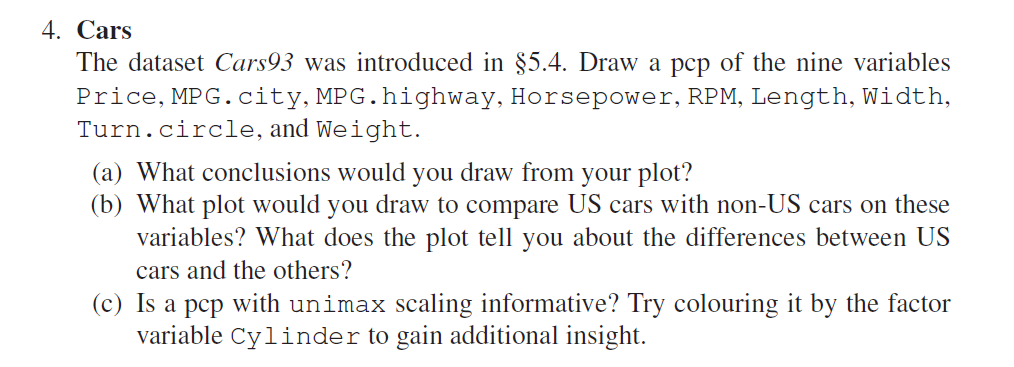 4. Cars
The dataset Cars93 was introduced in §5.4. Draw a pcp of the nine variables
Price, MPG.city, MPG.highway, Horsepower, RPM, Length, Width,
Turn.circle, and Weight.
(a) What conclusions would you draw from your plot?
(b) What plot would you draw to compare US cars with non-US cars on these
variables? What does the plot tell you about the differences between US
cars and the others?
(c) Is a pcp with unimax scaling informative? Try colouring it by the factor
variable Cylinder to gain additional insight.